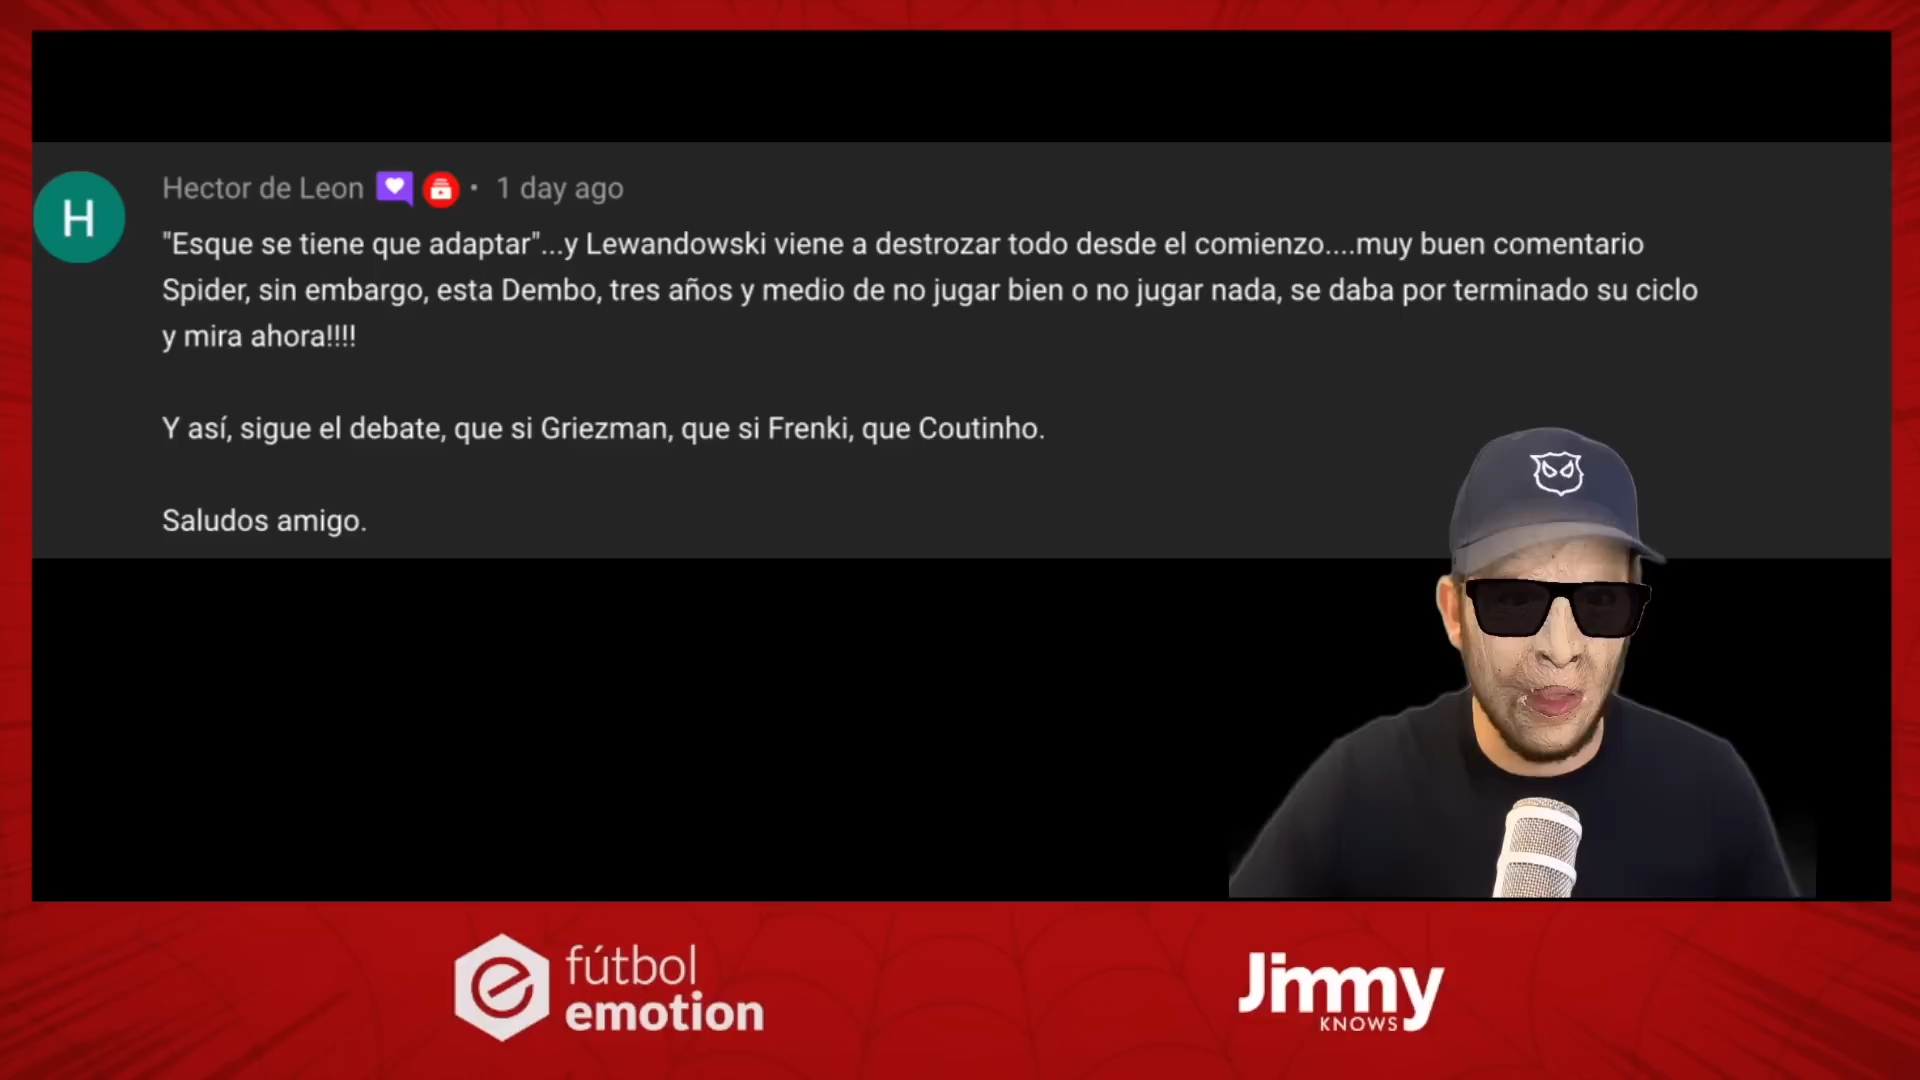 H
Hector de Leon • 1 day ago
"Esque se tiene que adaptar"...y Lewandowski viene a destrozar todo desde el comienzo....muy buen comentario
Spider, sin embargo, esta Dembo, tres años y medio de no jugar bien o no jugar nada, se daba por terminado su ciclo
y mira ahora!!!!
Y así, sigue el debate, que si Griezman, que si Frenki, que Coutinho.
Saludos amigo.
e
fútbol
emotion
Jimmy
KNOWS